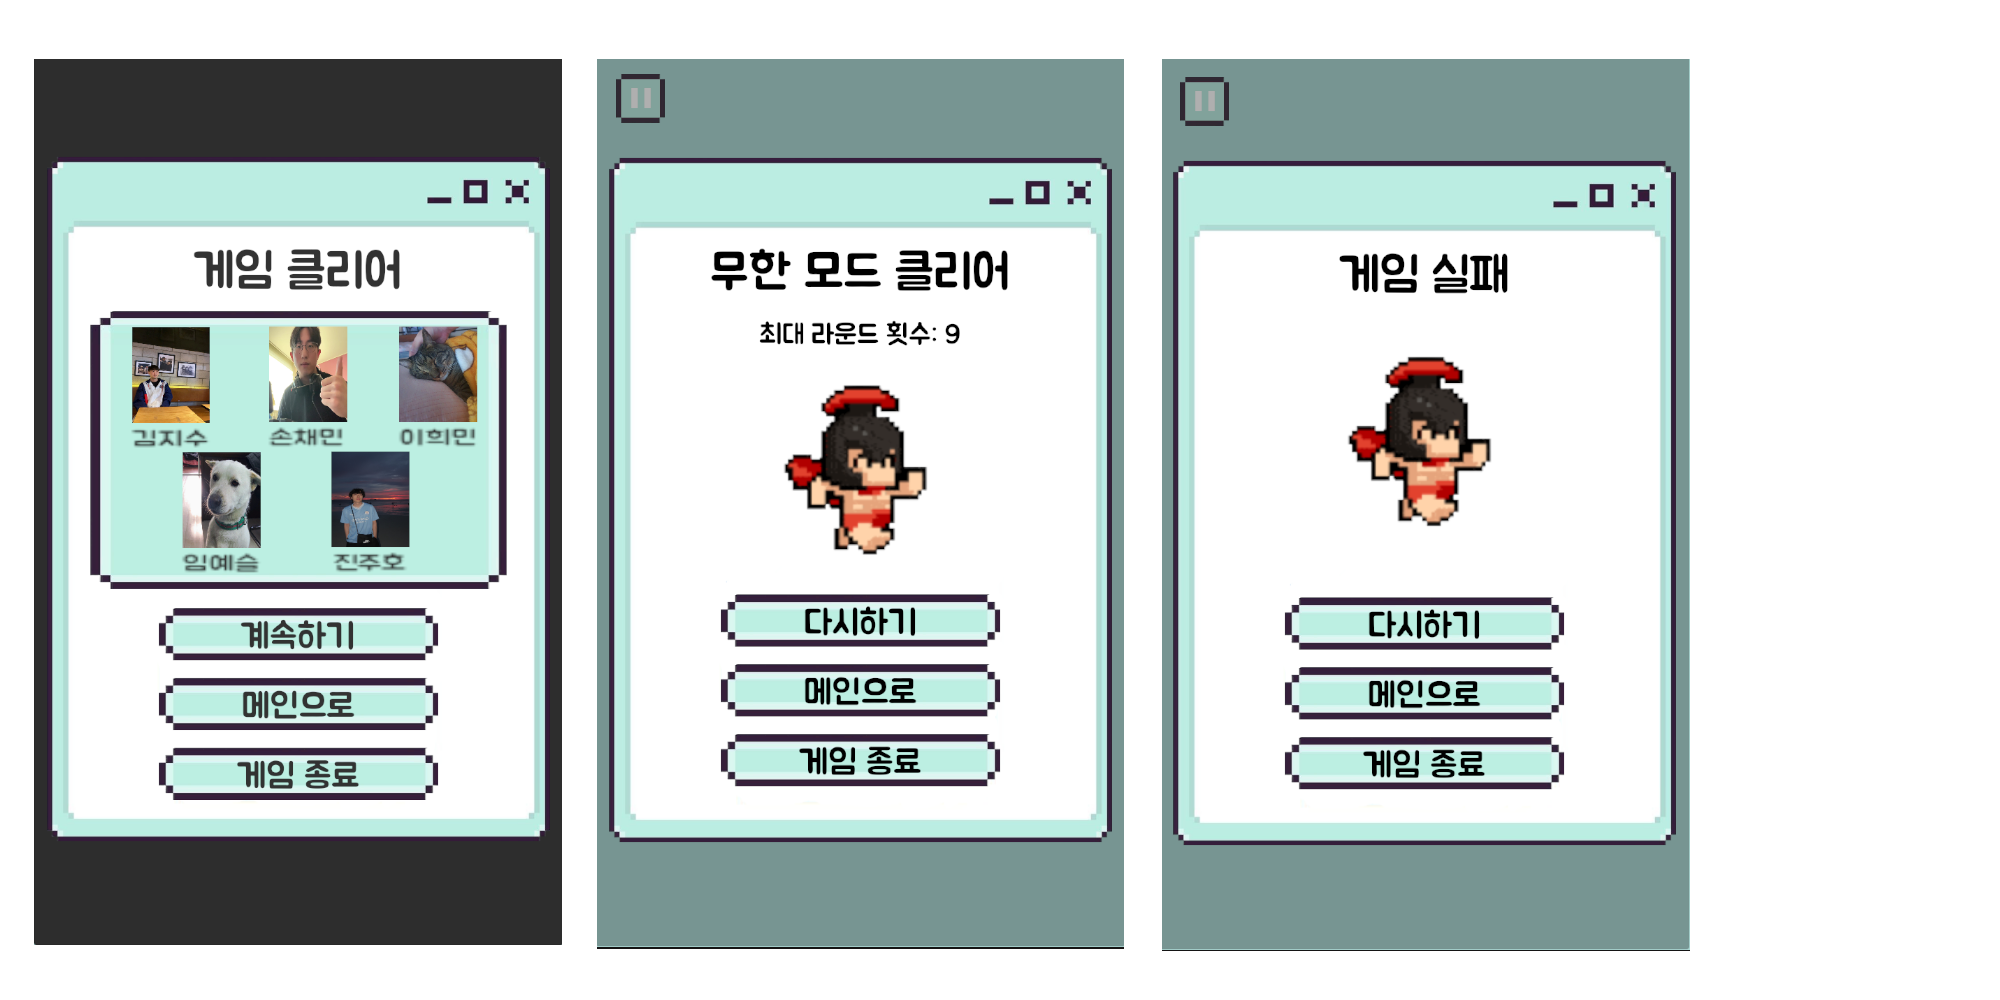 게임 클리어
김지수 손채민 이희민
임예슬 진주호
계속하기
메인으로
게임 종료
무한 모드 클리어
최대 라운드 횟수: 9
다시하기
메인으로
게임 종료
게임 실패
다시하기
메인으로
게임 종료